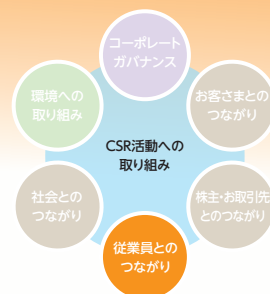 コーポレート
ガバナンス
環境への
取り組み
お客さまとの
つながり
CSR活動への
取り組み
社会との
つながり
株主・お取引先
とのつながり
従業員との
つながり